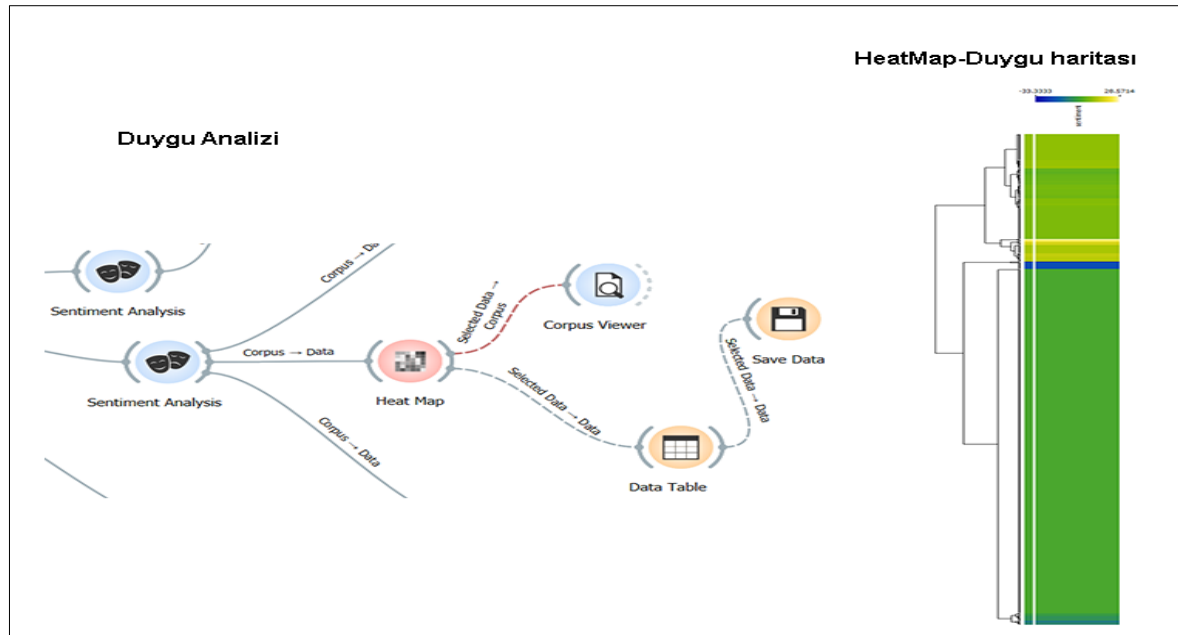 HeatMap-Duygu haritası
-33.3333
28.5714
Duygu Analizi
Corpus → Da
Sentiment Analysis
Selected Data →
Corpus
Corpus Viewer
Corpus → Data
Sentiment Analysis
Heat Map
Save Data
Selected Data → Data
Selected Data → Data
Corpus → Data
Data Table